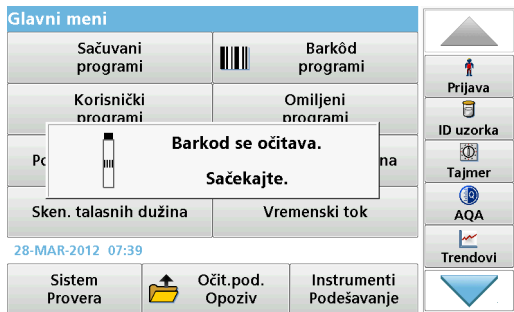 Glavni meni
Sačuvani
programi
Barkôd
programi
Korisnički
programi
Omiljeni
programi
Barkod se očitava.
Sačekajte.
Sken. talasnih dužina
Vremenski tok
28-MAR-2012 07:39
Sistem
Provera
Očit.pod.
Opoziv
Instrumenti
Podešavanje
Prijava
ID uzorka
Tajmer
AQA
Trendovi